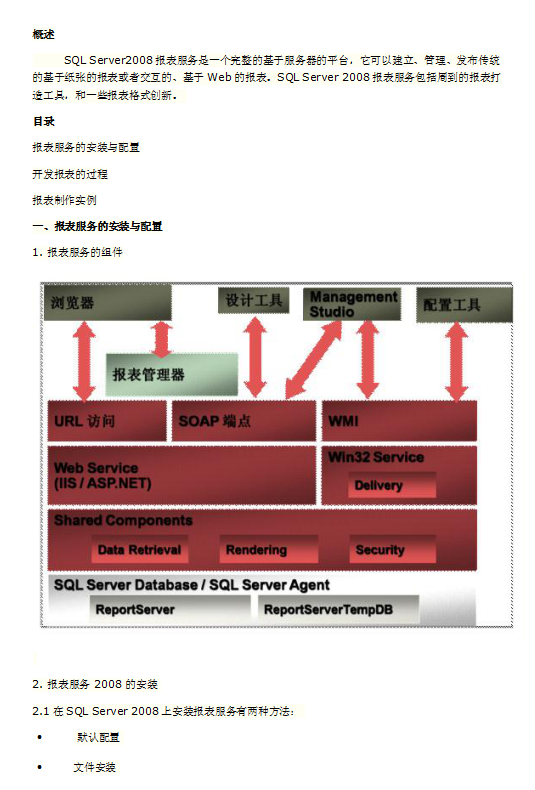 概述
SQL Server2008报表服务是一个完整的基于服务器的平台，它可以建立、管理、发布传统
的基于纸张的报表或者交互的、基于 Web 的报表。SQL Server 2008 报表服务包括周到的报表打
造工具，和一些报表格式创新。
目录
报表服务的安装与配置
开发报表的过程
报表制作实例
一、报表服务的安装与配置
1. 报表服务的组件
浏览器
设计工具
Management
Studio
配置工具
报表管理器
URL 访问
SOAP 端点
WMI
Web Service
(IIS / ASP.NET)
Win32 Service
Delivery
Shared Components
Data Retrieval
Rendering
Security
SQL Server Database / SQL Server Agent
ReportServer
ReportServerTempDB
2. 报表服务 2008 的安装
2.1 在 SQL Server 2008 上安装报表服务有两种方法：
• 默认配置
• 文件安装